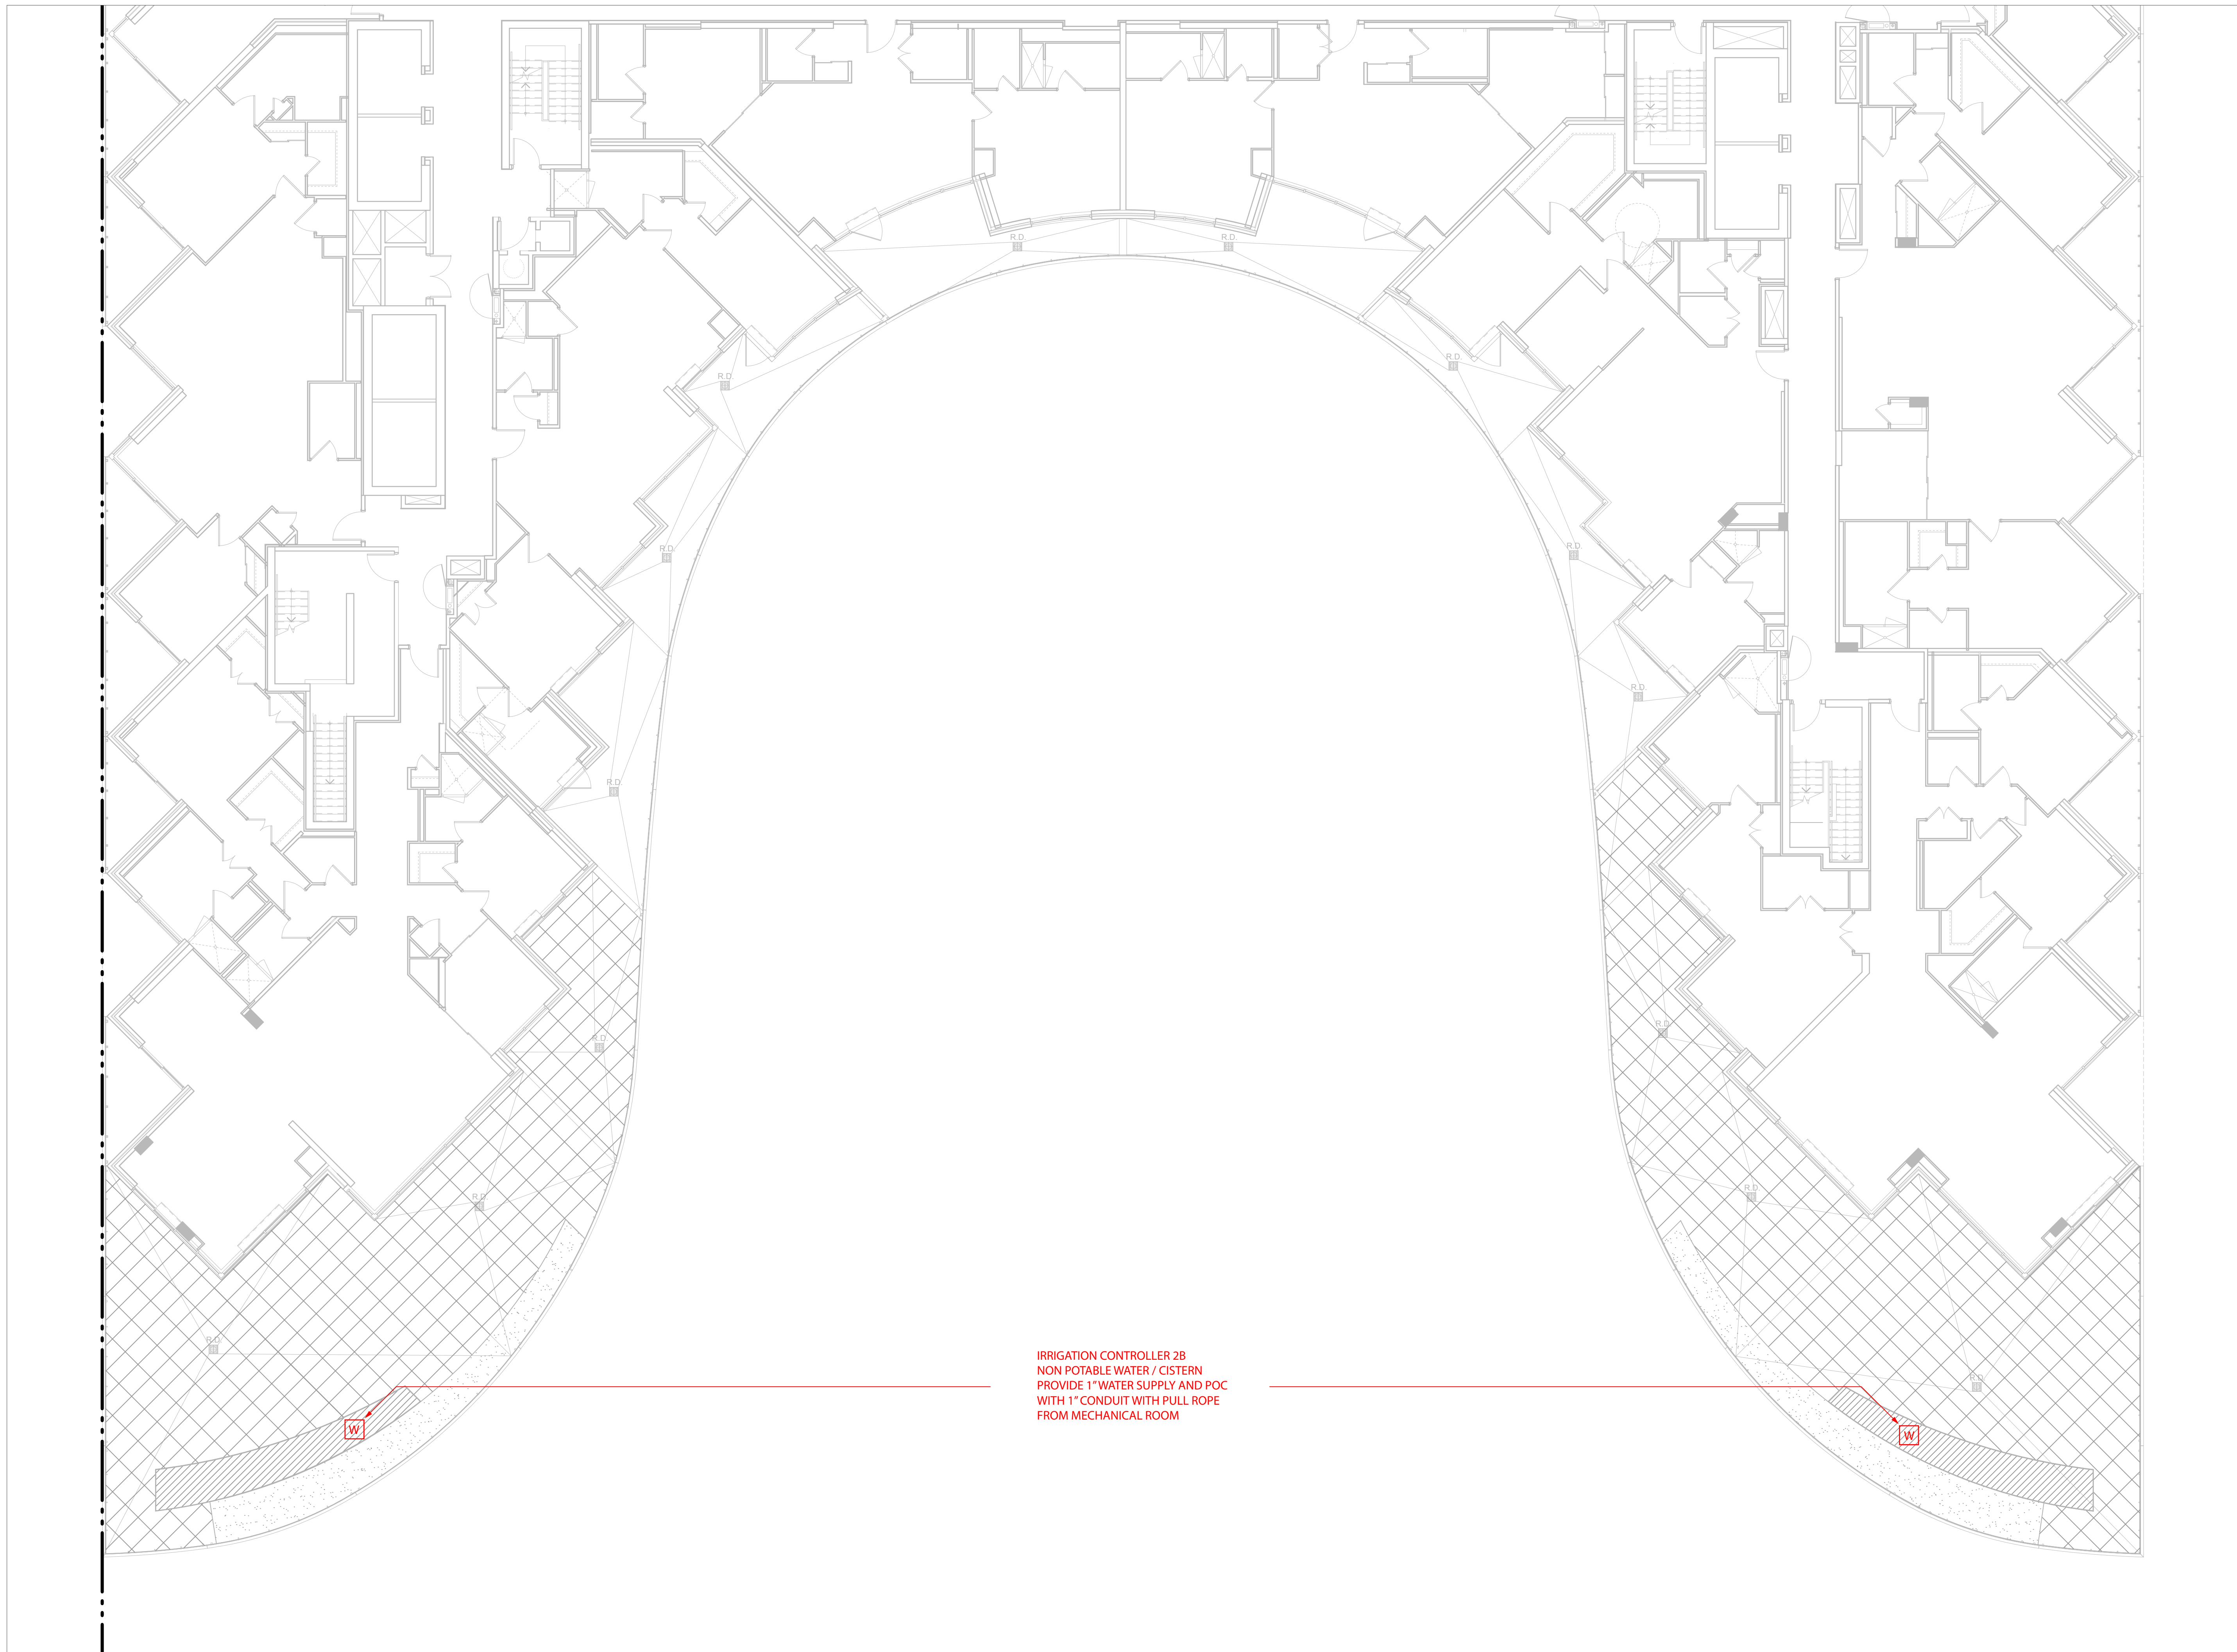 R.D.
R.D.
R.D.
R.D.
R.D.
R.D.
R.D.
R.D.
R.D.
R.D.
R.D.
R.D.
R.D.
R.D.
IRRIGATION CONTROLLER 2B
NON POTABLE WATER / CISTERN
PROVIDE 1" WATER SUPPLY AND POC
WITH 1" CONDUIT WITH PULL ROPE
FROM MECHANICAL ROOM
W
W